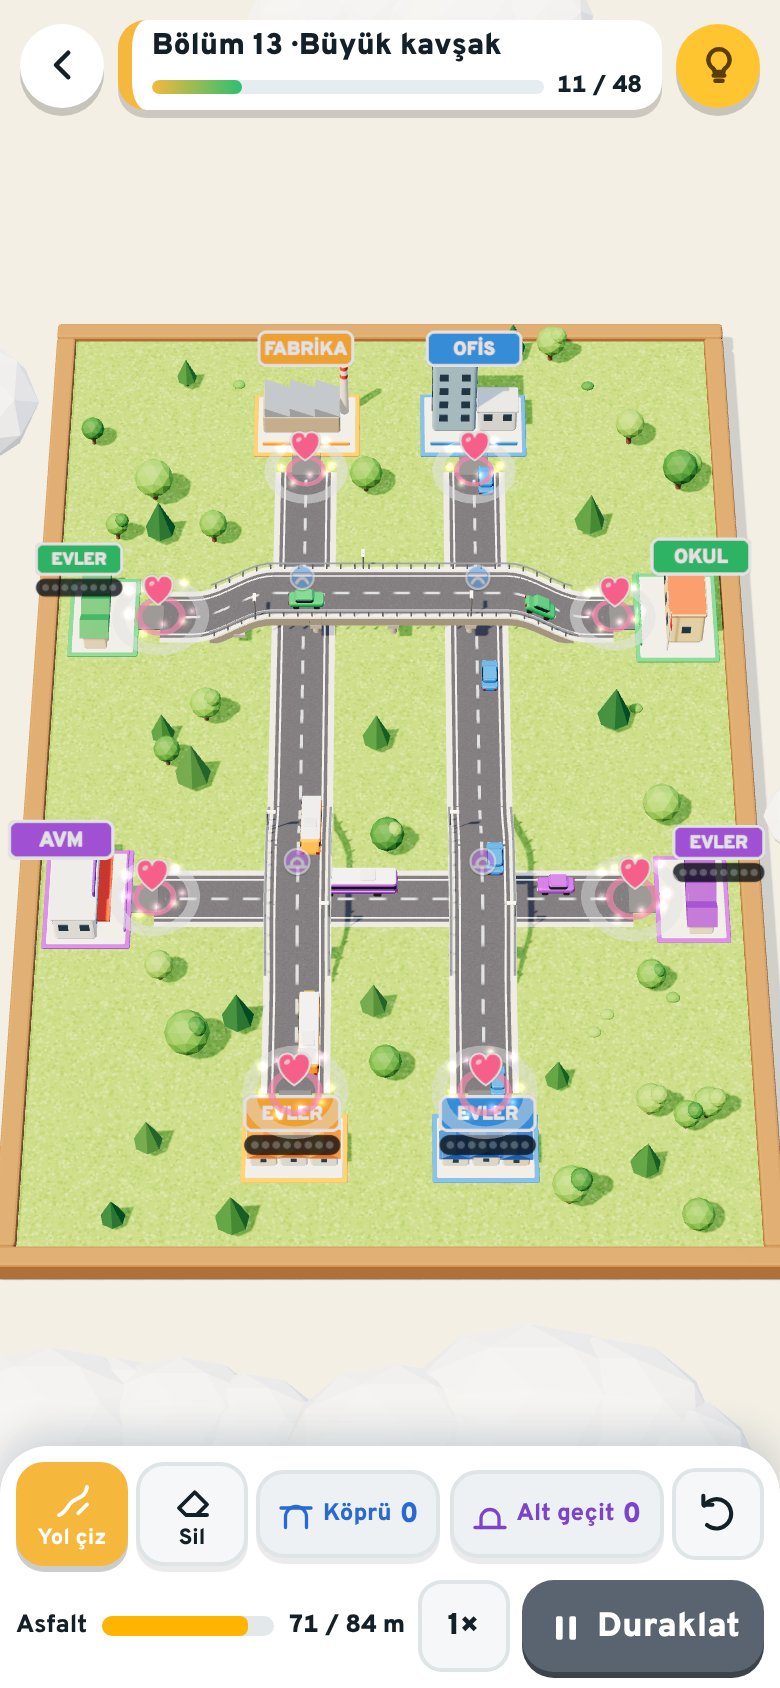 Bölüm 13 ·Büyük kavşak
11 / 48
FABRİKA
OFİS
EVLER
OKUL
AVM
EVLER
EVLER
EVLER
Yol çiz
Sil
Köprü 0
Alt geçit 0
Asfalt
71 / 84 m
1×
Duraklat